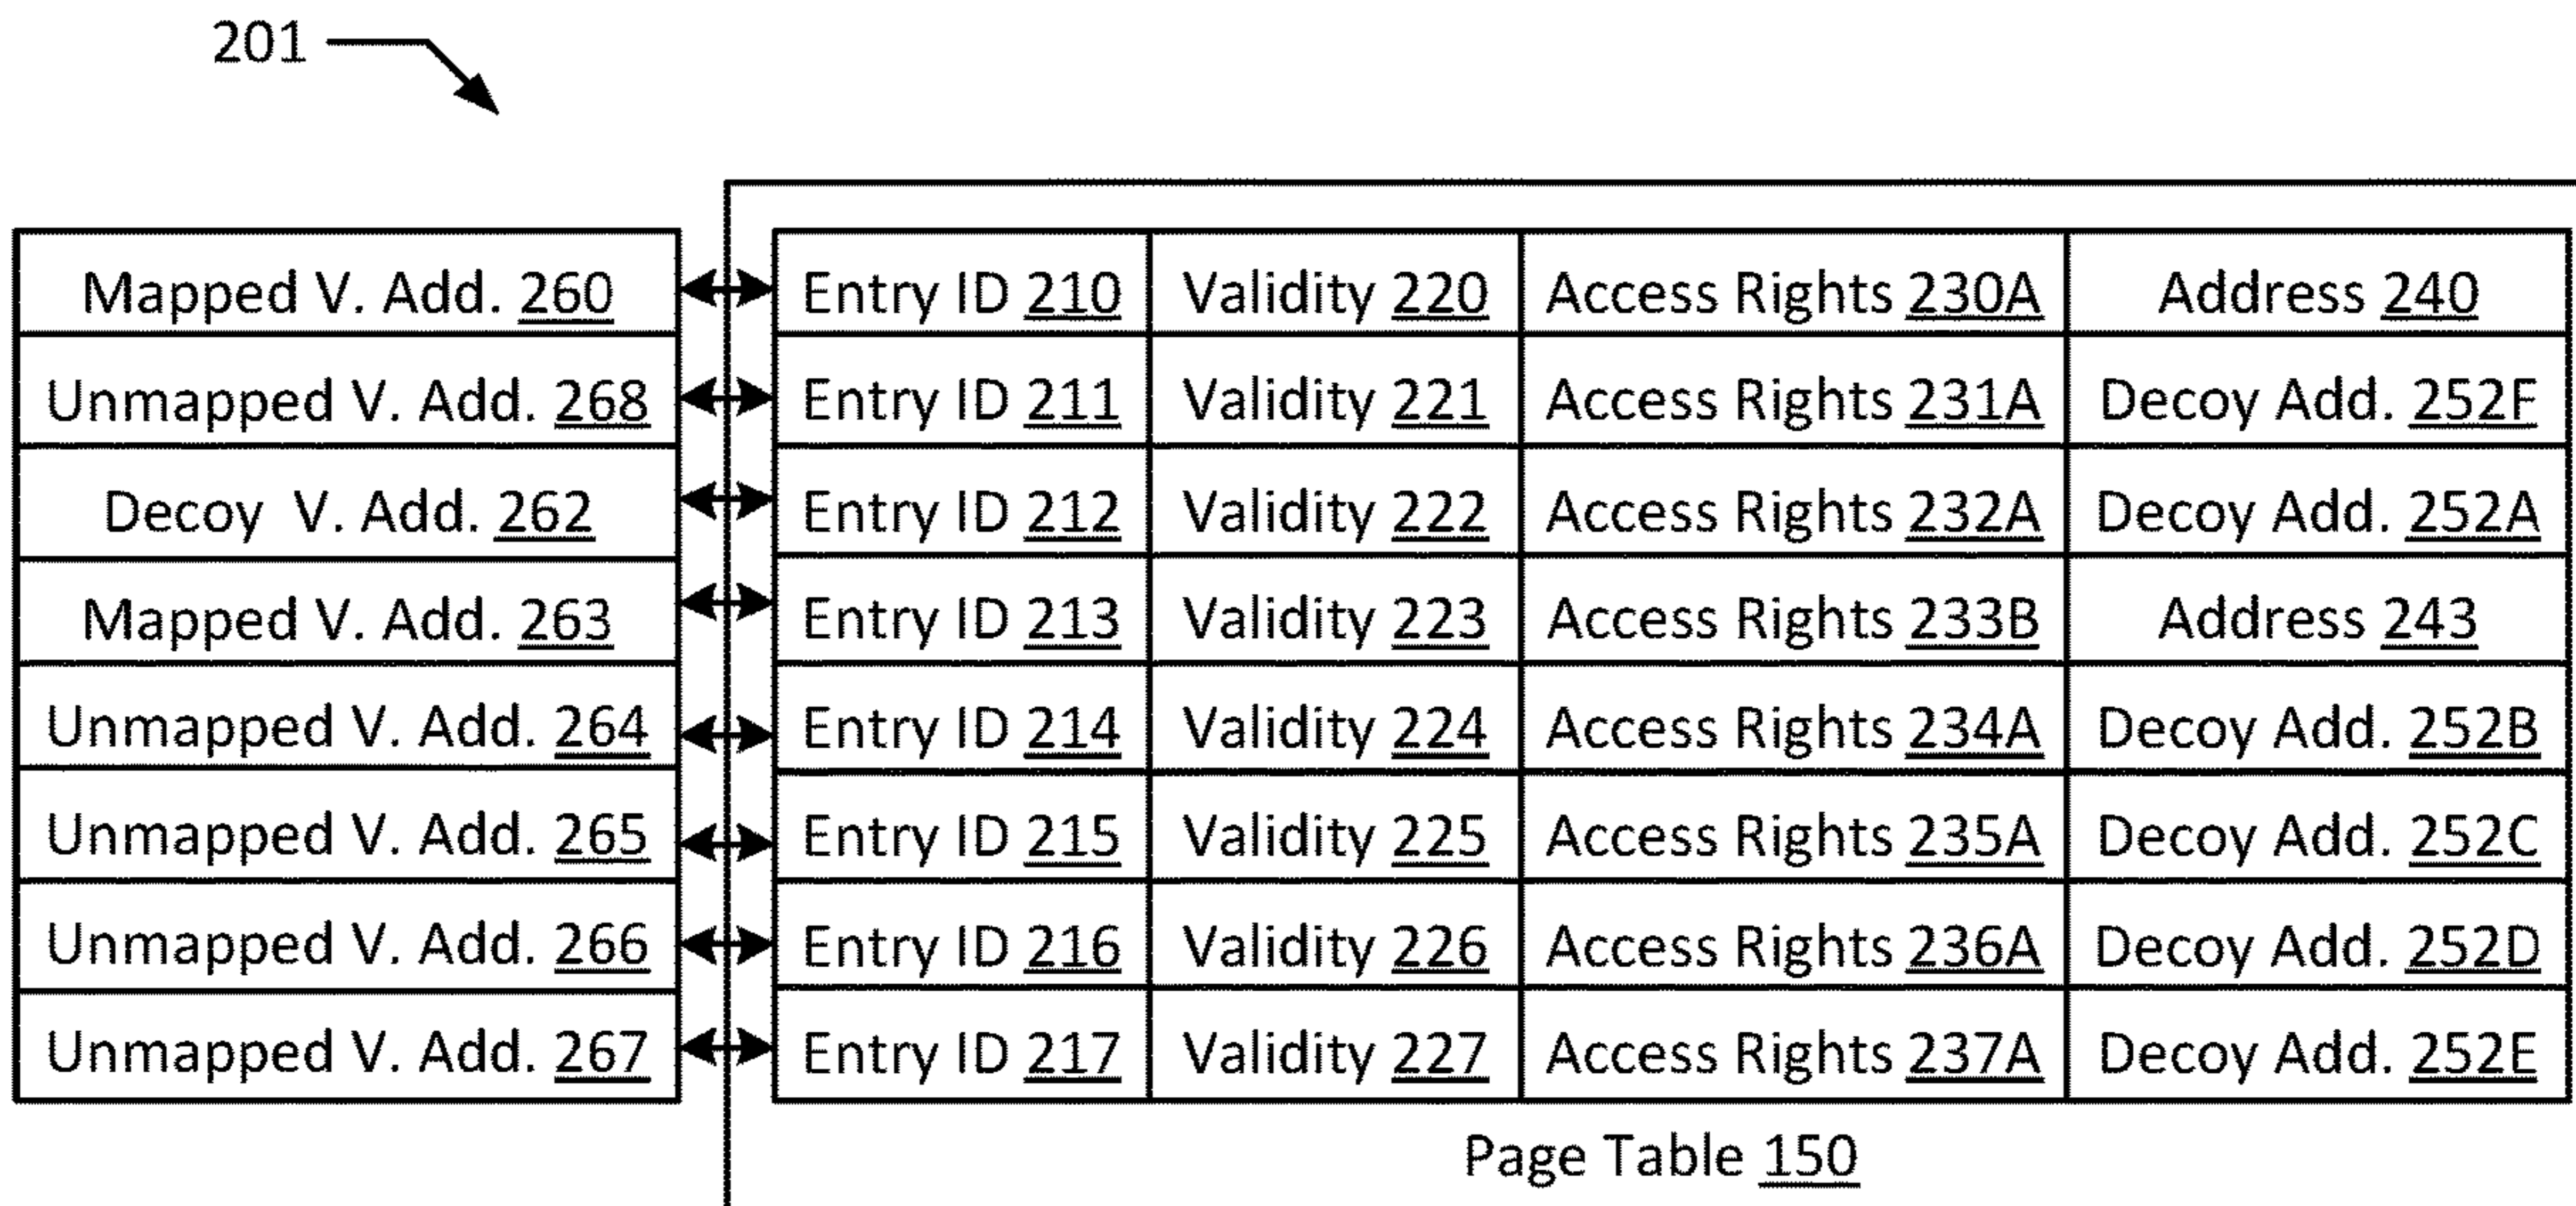 201
Mapped V. Add. 260 Entry ID 210 Validity 220 Access Rights 230A Address 240
Unmapped V. Add. 268 Entry ID 211 Validity 221 Access Rights 231A Decoy Add. 252F
Decoy V. Add. 262 Entry ID 212 Validity 222 Access Rights 232A Decoy Add. 252A
Mapped V. Add. 263 Entry ID 213 Validity 223 Access Rights 233B Address 243
Unmapped V. Add. 264 Entry ID 214 Validity 224 Access Rights 234A Decoy Add. 252B
Unmapped V. Add. 265 Entry ID 215 Validity 225 Access Rights 235A Decoy Add. 252C
Unmapped V. Add. 266 Entry ID 216 Validity 226 Access Rights 236A Decoy Add. 252D
Unmapped V. Add. 267 Entry ID 217 Validity 227 Access Rights 237A Decoy Add. 252E
Page Table 150